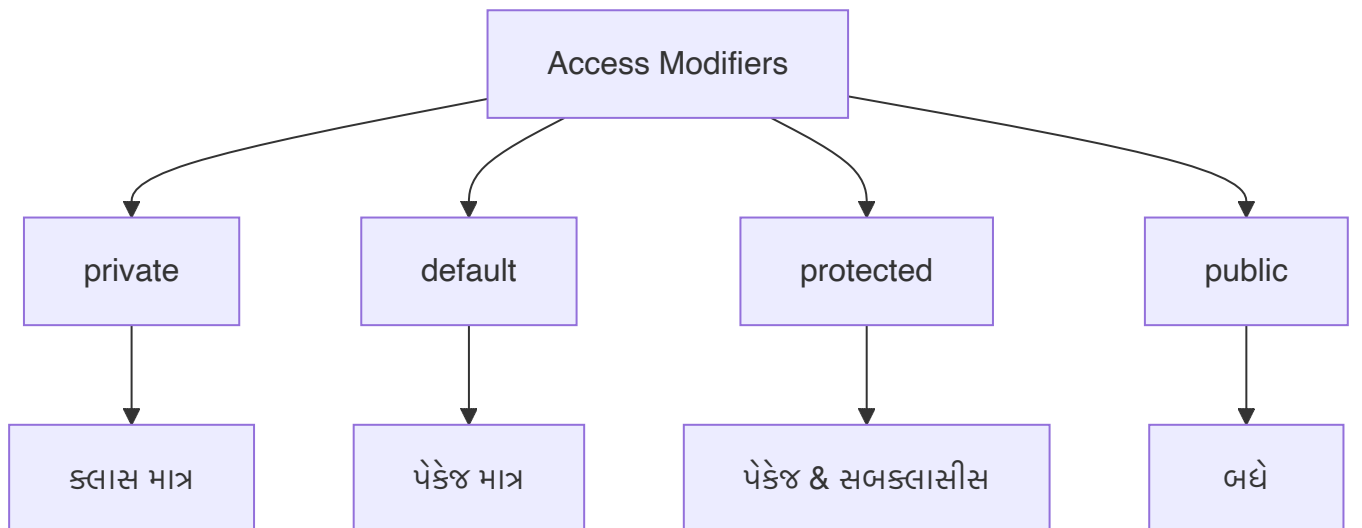 Access Modifiers
private
default
protected
public
ક્લાસ માત્ર
પેકેજ માત્ર
પેકેજ & સબક્લાસીસ
બધે